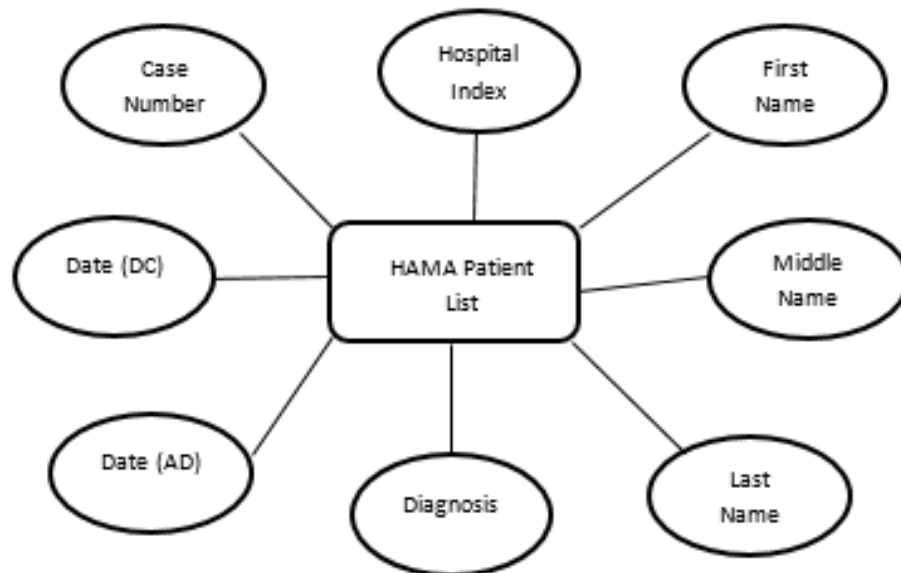 Case
Number
Hospital
Index
First
Name
Date (DC)
HAMA Patient
List
Middle
Name
Date (AD)
Diagnosis
Last
Name